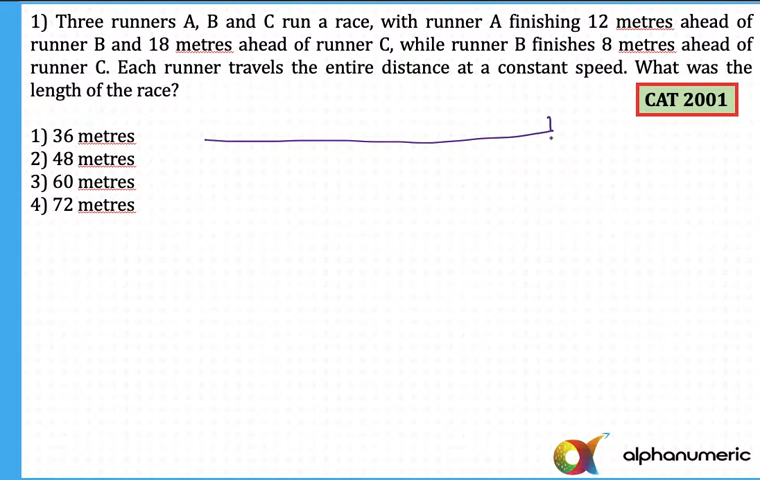 1) Three runners A, B and C run a race, with runner A finishing 12 metres ahead of
runner B and 18 metres ahead of runner C, while runner B finishes 8 metres ahead of
runner C. Each runner travels the entire distance at a constant speed. What was the
length of the race?
CAT 2001
1) 36 metres
2) 48 metres
3) 60 metres
4) 72 metres
alphanumeric